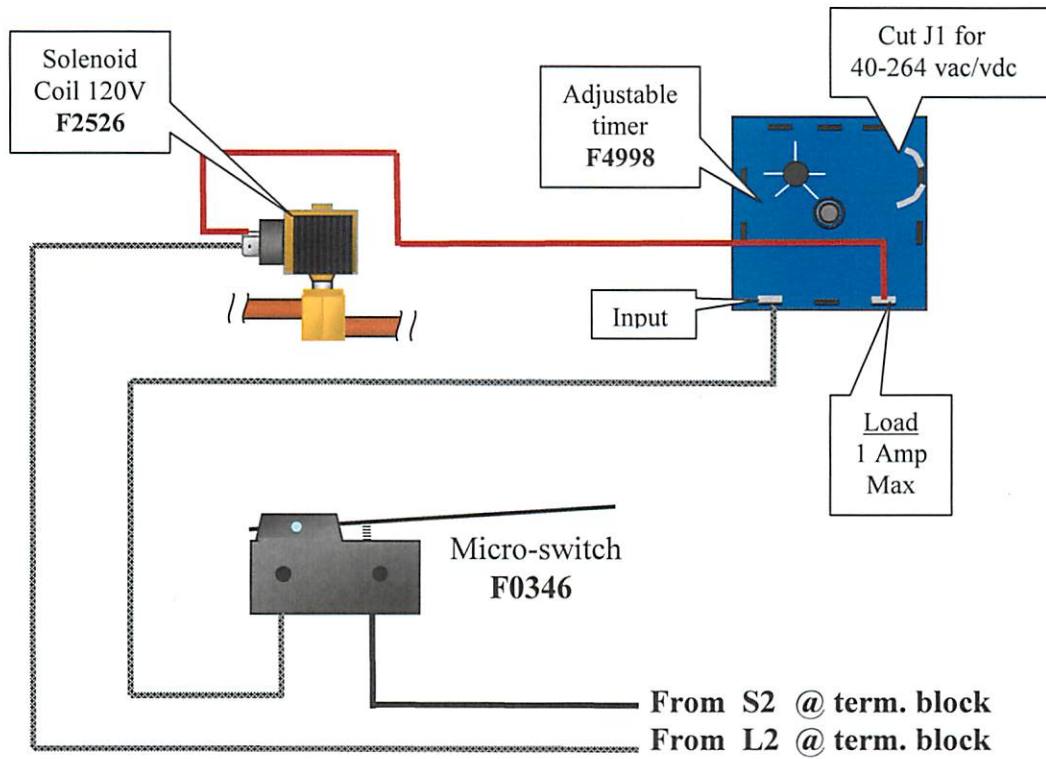 Solenoid
Coil 120V
F2526
Adjustable
timer
F4998
Cut J1 for
40-264 vac/vdc
Input
Load
1 Amp
Max
Micro-switch
F0346
From S2 @ term. block
From L2 @ term. block